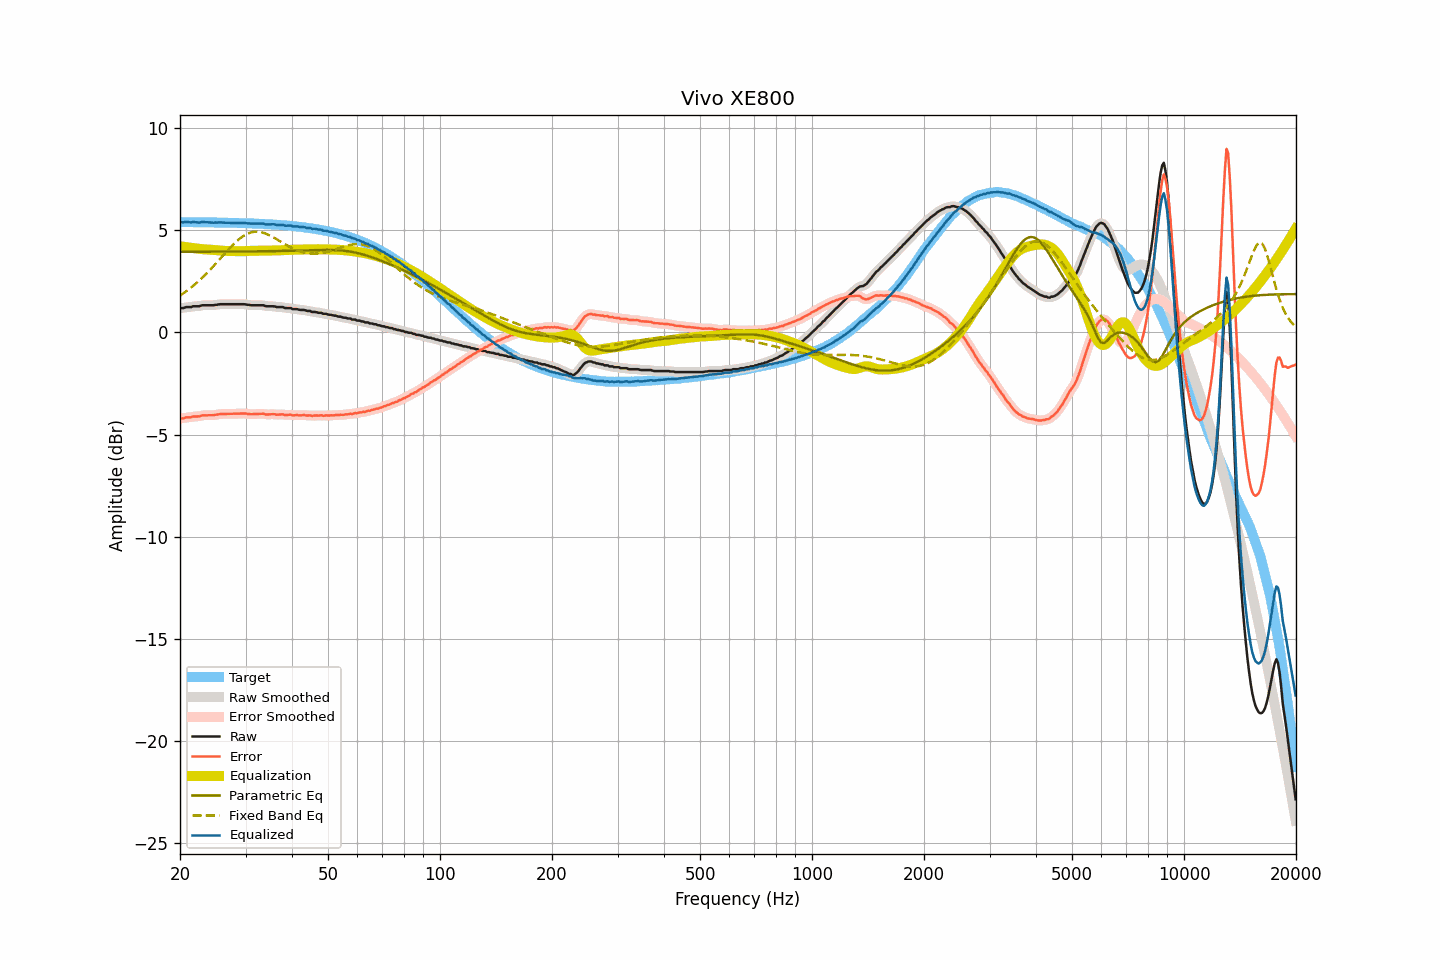 Vivo XE800
10
5
0
−5
−10
−15
−20
−25
Amplitude (dBr)
Target
Raw Smoothed
Error Smoothed
Raw
Error
Equalization
Parametric Eq
Fixed Band Eq
Equalized
20 50 100 200 500 1000 2000 5000 10000 20000
Frequency (Hz)